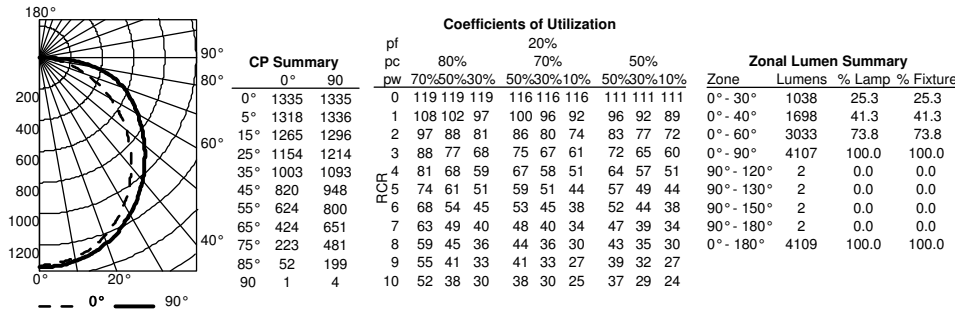 180°
90°
80°
200
400
60°
600
800
1000
40°
1200
0° 20°
0° 90°
CP Summary
0° 90
0° 1335 1335
5° 1318 1336
15° 1265 1296
25° 1154 1214
35° 1003 1093
45° 820 948
55° 624 800
65° 424 651
75° 223 481
85° 52 199
90 1 4
Coefficients of Utilization
pf 20%
pc 80% 70% 50%
pw 70%50%30% 50%30%10% 50%30%10%
RCR
0 119 119 119 116 116 116 111 111 111
1 108 102 97 100 96 92 96 92 89
2 97 88 81 86 80 74 83 77 72
3 88 77 68 75 67 61 72 65 60
4 81 68 59 67 58 51 64 57 51
5 74 61 51 59 51 44 57 49 44
6 68 54 45 53 45 38 52 44 38
7 63 49 40 48 40 34 47 39 34
8 59 45 36 44 36 30 43 35 30
9 55 41 33 41 33 27 39 32 27
10 52 38 30 38 30 25 37 29 24
Zonal Lumen Summary
Zone Lumens % Lamp % Fixture
0° - 30° 1038 25.3 25.3
0° - 40° 1698 41.3 41.3
0° - 60° 3033 73.8 73.8
0° - 90° 4107 100.0 100.0
90° - 120° 2 0.0 0.0
90° - 130° 2 0.0 0.0
90° - 150° 2 0.0 0.0
90° - 180° 2 0.0 0.0
0° - 180° 4109 100.0 100.0